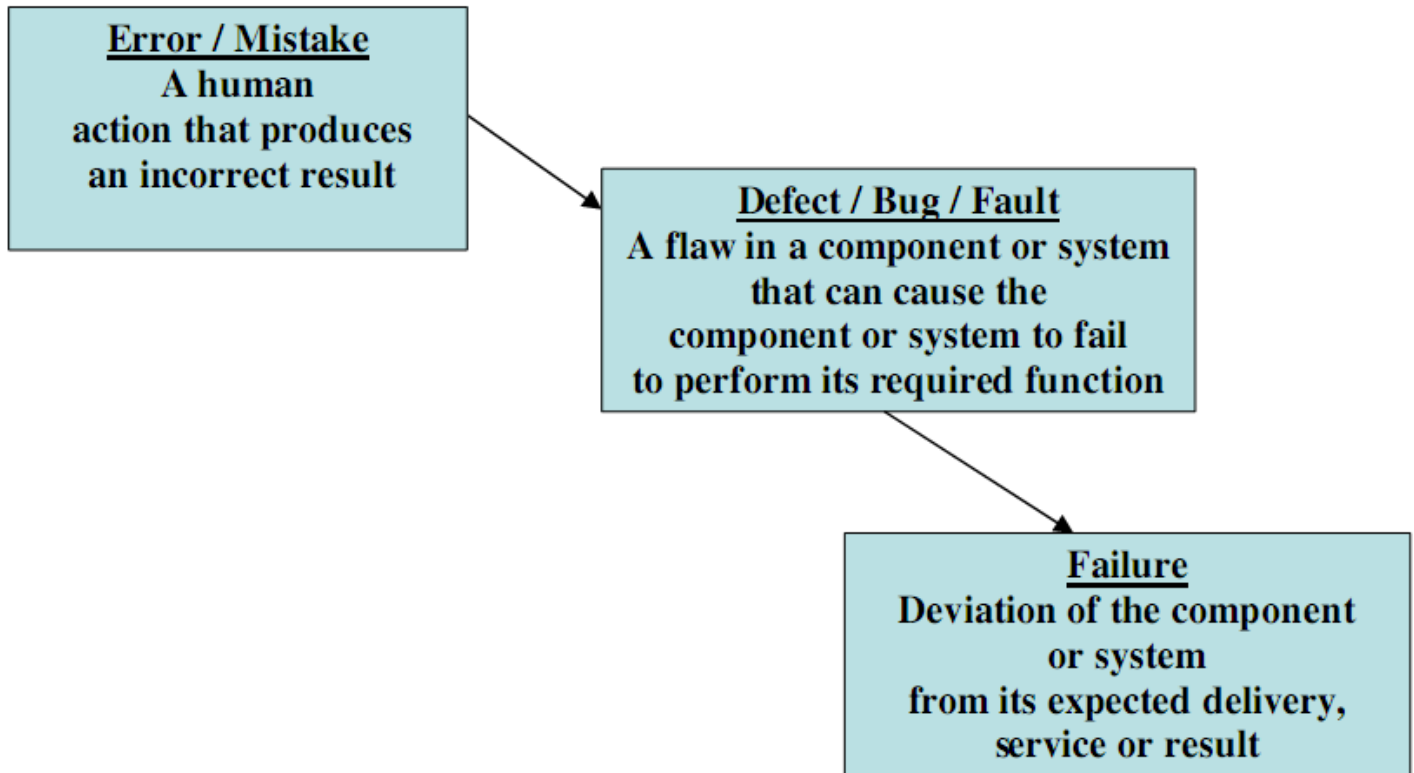 Error / Mistake
A human
action that produces
an incorrect result
Defect / Bug / Fault
A flaw in a component or system
that can cause the
component or system to fail
to perform its required function
Failure
Deviation of the component
or system
from its expected delivery,
service or result